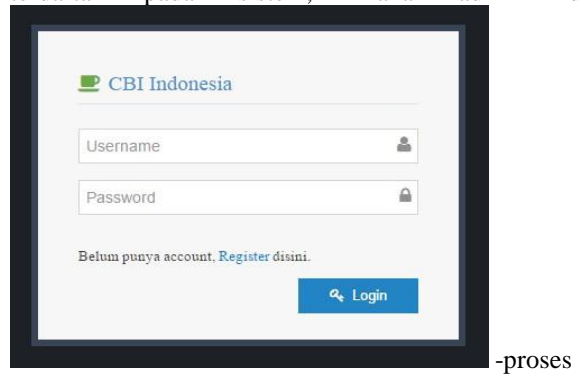 CBI Indonesia
Username
Password
Belum punya account, Register disini.
Login
-proses